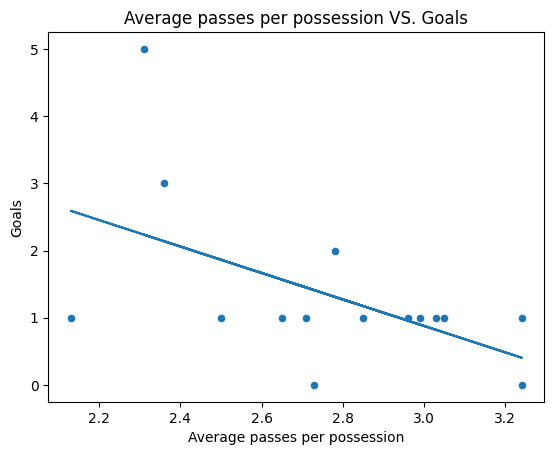 Average passes per possession VS. Goals
5
4
3
2
1
0
Goals
2.2 2.4 2.6 2.8 3.0 3.2
Average passes per possession